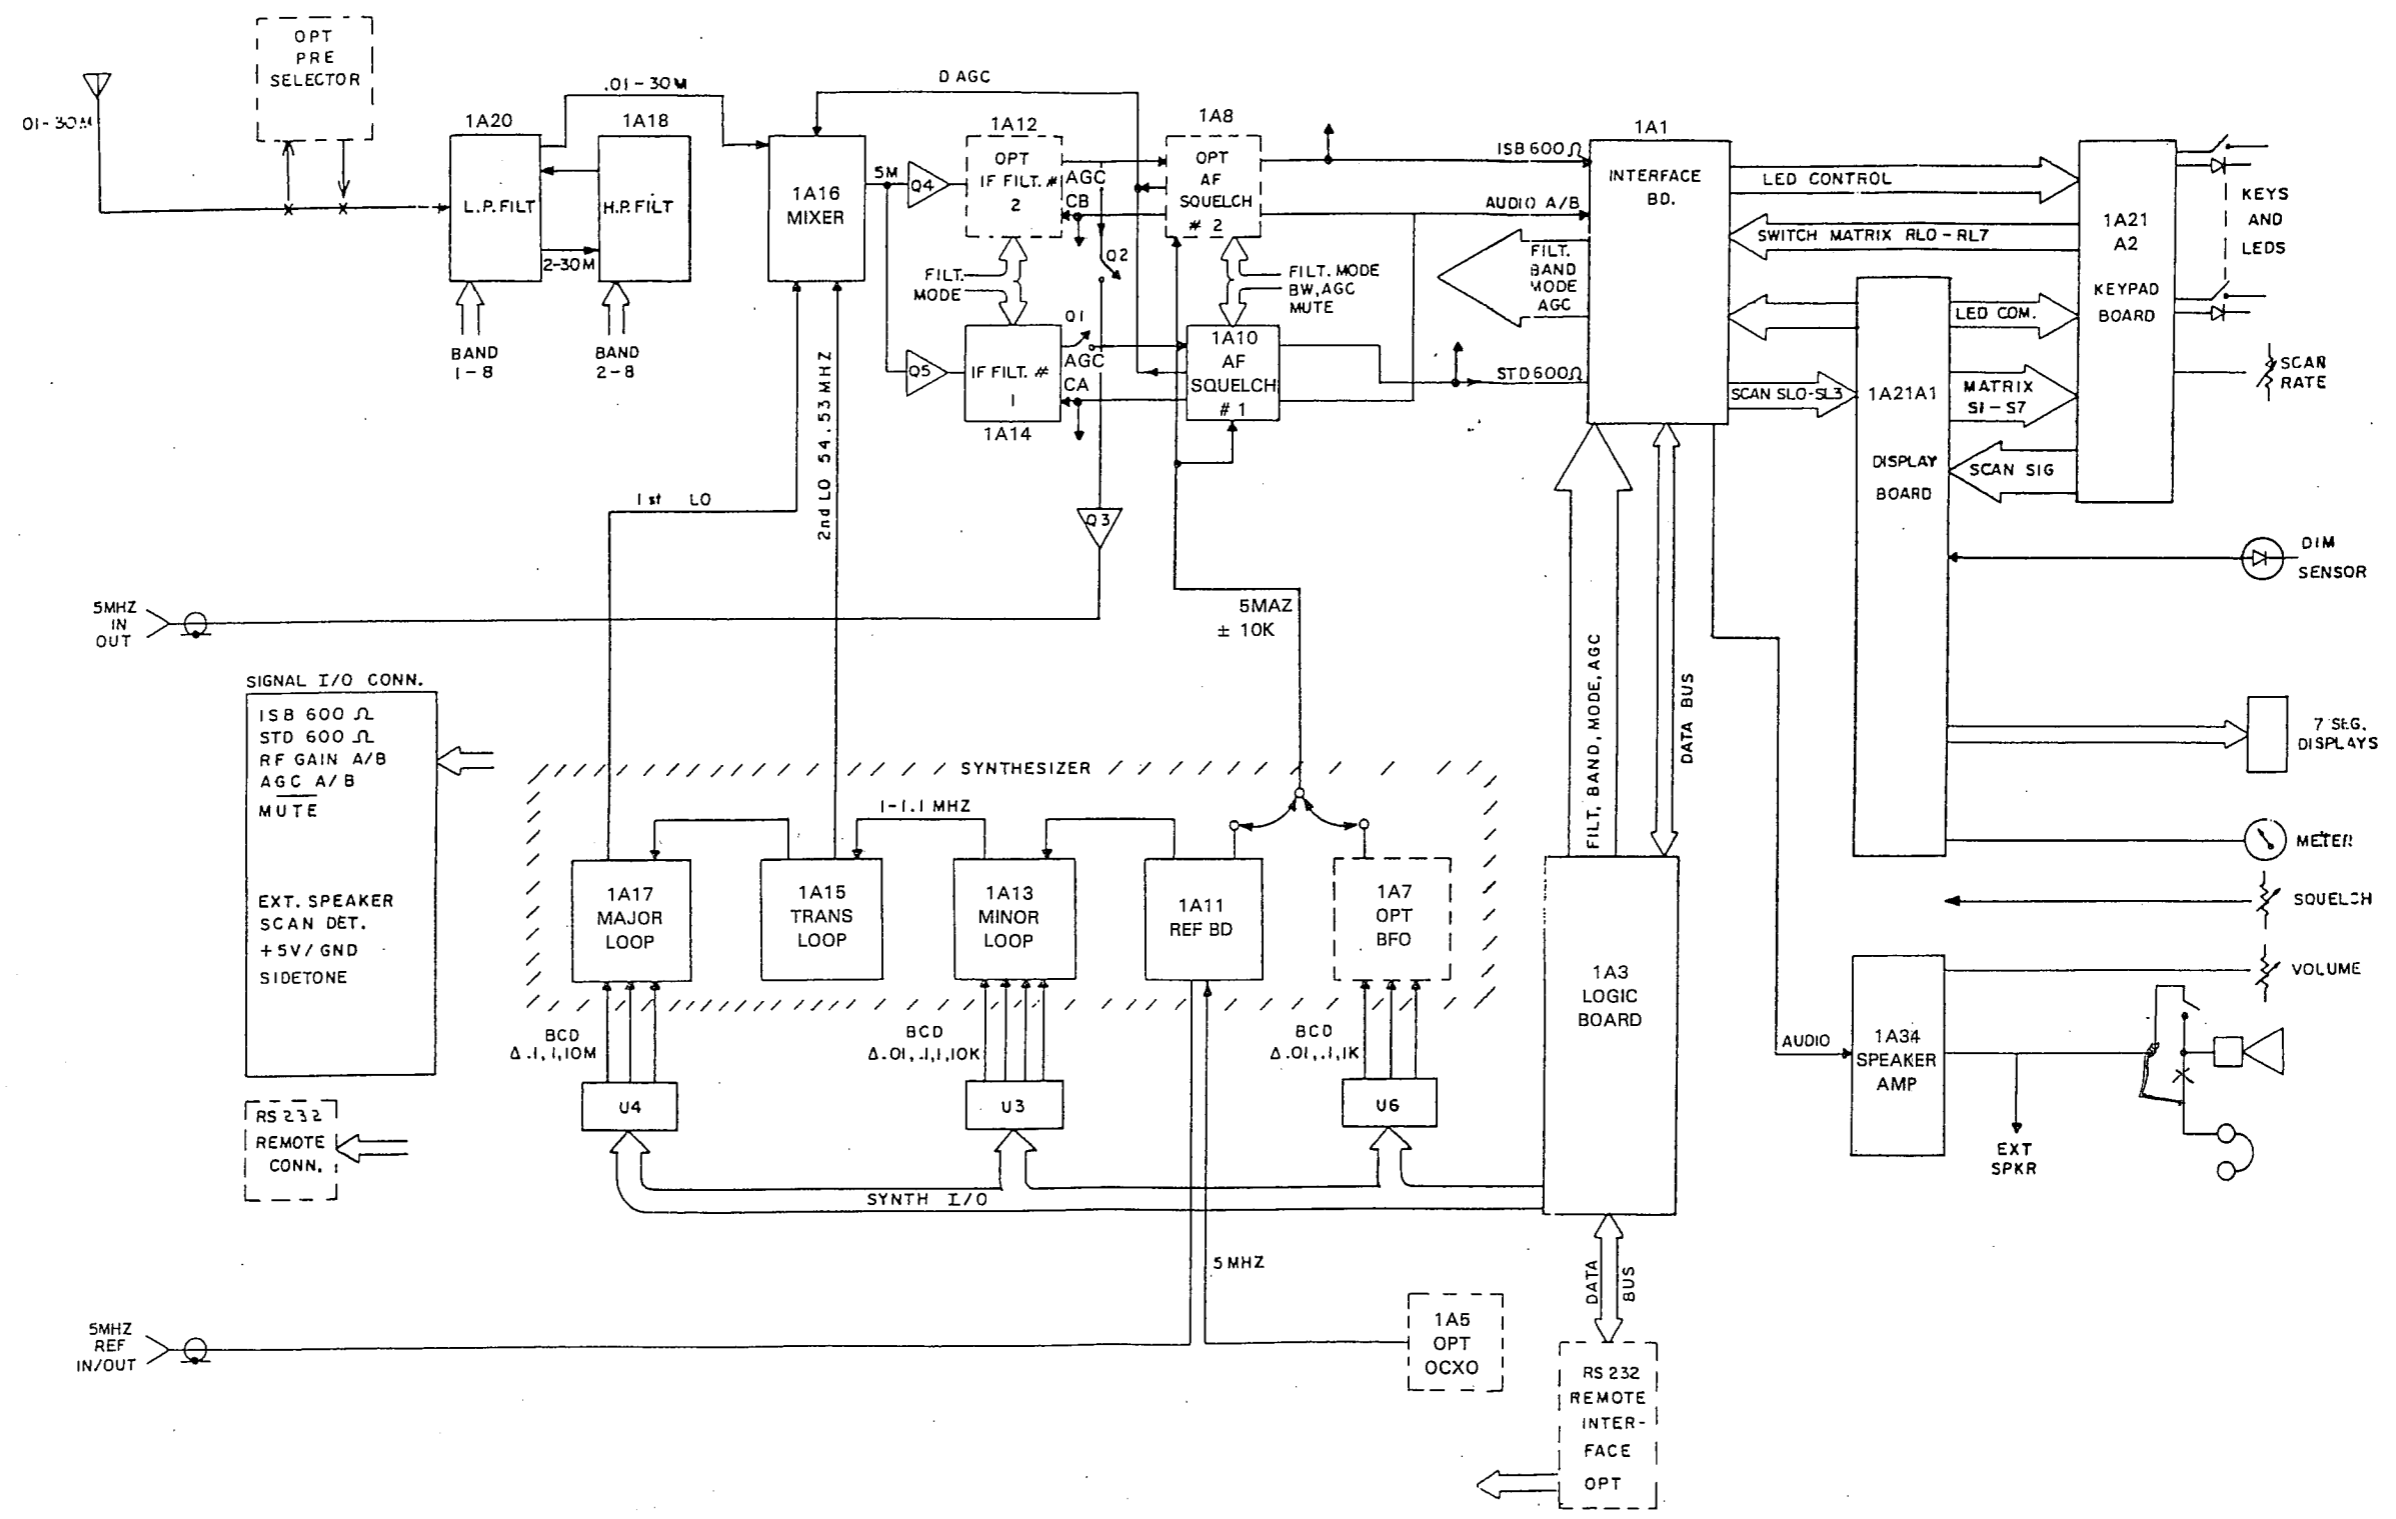 OPT
PRE
SELECTOR
.01-30M
D AGC
01-30M
1A20
1A18
L.P.FILT
H.P.FILT
2-30M
BAND
1-8
BAND
2-8
1A16
MIXER
5M
Q4
Q5
1A12
OPT
IF FILT. #
2
AGC
CB
FILT.
MODE
Q1
Q2
IF FILT. #
1
1A14
AGC
CA
1A8
OPT
AF
SQUELCH
# 2
FILT. MODE
BW,AGC
MUTE
1A10
AF
SQUELCH
# 1
ISB 600 Ω
AUDIO A/B
STD 600Ω
FILT.
BAND
MODE
AGC
1A1
INTERFACE
BD.
LED CONTROL
SWITCH MATRIX RLO-RL7
LED COM.
SCAN SLO-SL3
MATRIX
S1-S7
SCAN SIG
1A21
A2
KEYPAD
BOARD
KEYS
AND
LEDS
SCAN
RATE
1A21A1
DISPLAY
BOARD
DIM
SENSOR
7 SEG.
DISPLAYS
METER
SQUELCH
VOLUME
1st LO
2nd LO 54.53MHZ
Q3
5MHZ
IN
OUT
5MAZ
± 10K
SIGNAL I/O CONN.
ISB 600 Ω
STD 600 Ω
RF GAIN A/B
AGC A/B
MUTE
EXT. SPEAKER
SCAN DET.
+5V/GND
SIDETONE
RS 232
REMOTE
CONN.
SYNTHESIZER
1-1.1 MHZ
1A17
MAJOR
LOOP
1A15
TRANS
LOOP
1A13
MINOR
LOOP
1A11
REF BD
1A7
OPT
BFO
BCD
Δ.1,1,10M
BCD
Δ.01,.1,1,10K
BCD
Δ.01,.1,1K
U4
U3
U6
SYNTH I/O
FILT, BAND, MODE, AGC
DATA BUS
1A3
LOGIC
BOARD
AUDIO
1A34
SPEAKER
AMP
EXT
SPKR
5 MHZ
5MHZ
REF
IN/OUT
1A5
OPT
OCXO
DATA
BUS
RS 232
REMOTE
INTER-
FACE
OPT